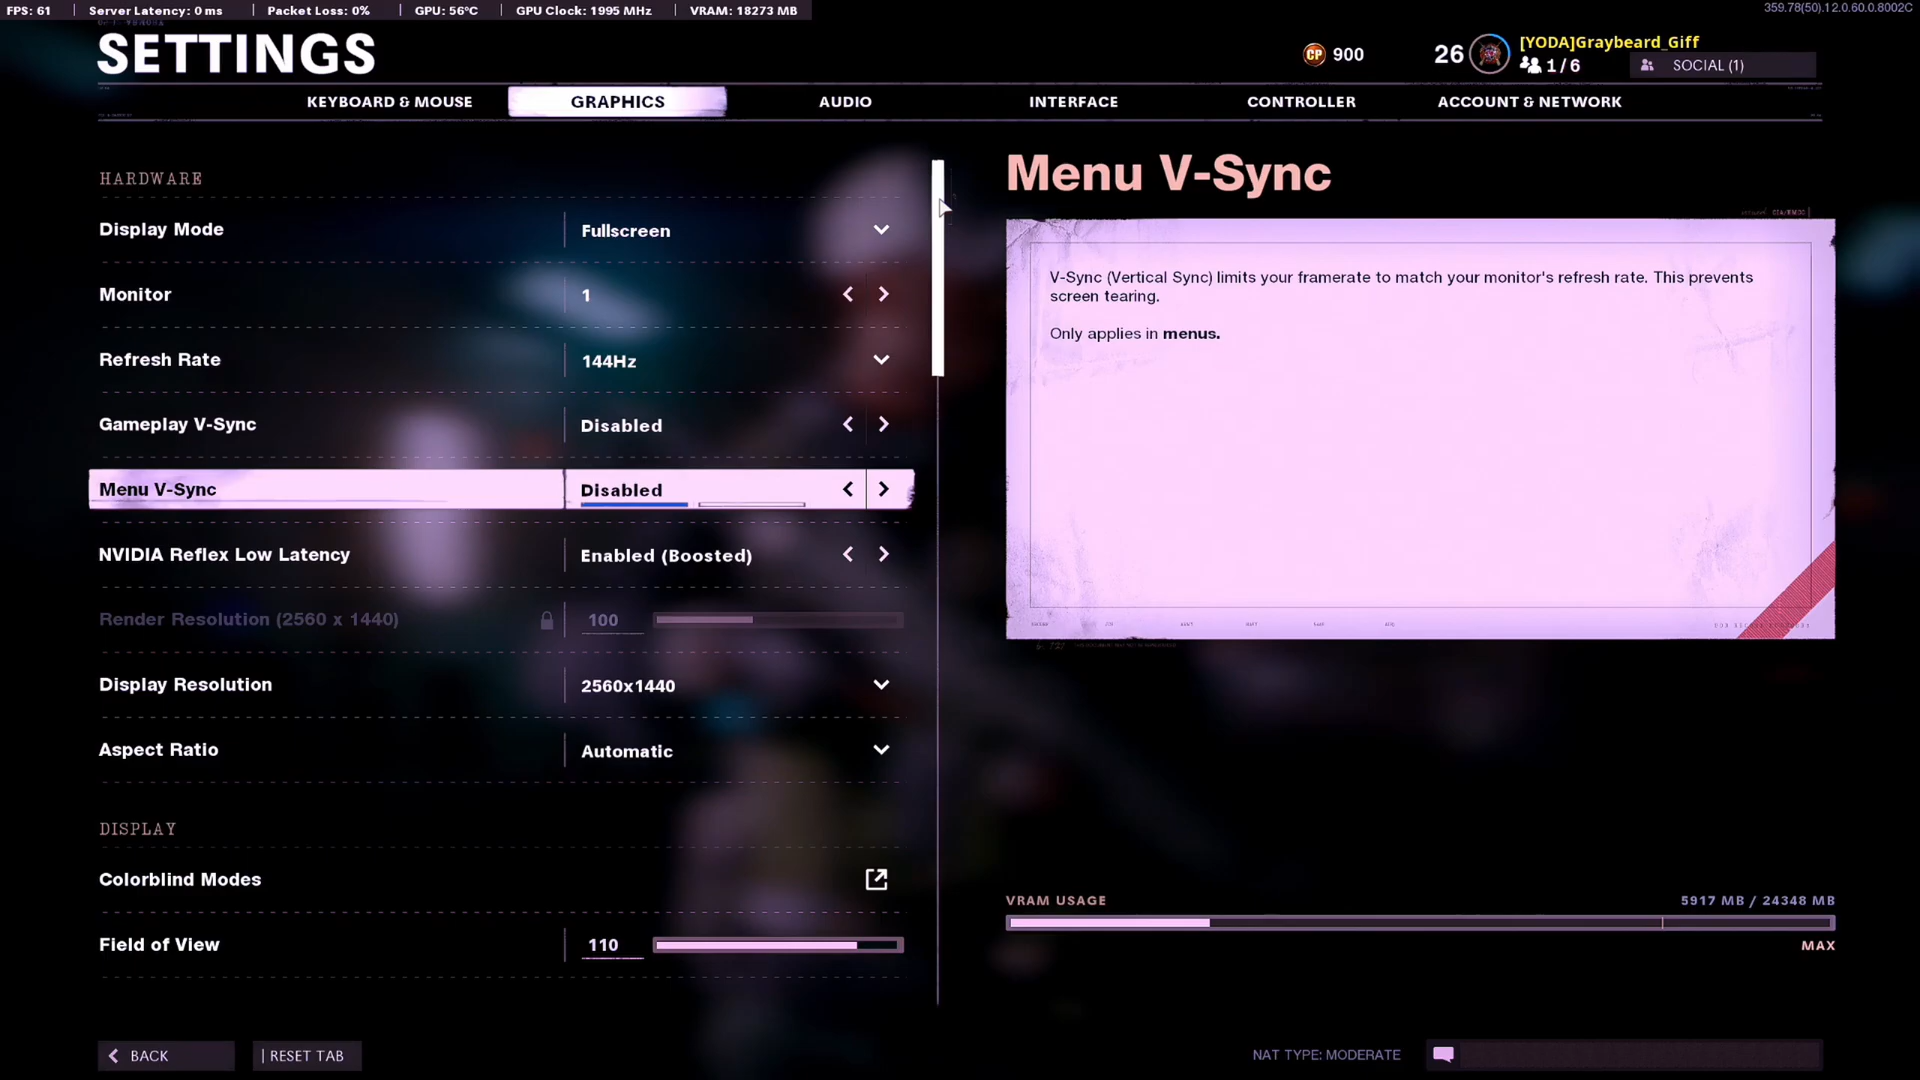 FPS: 61 Server Latency: 0 ms Packet Loss: 0% GPU: 56°C GPU Clock: 1995 MHz VRAM: 18273 MB
359.78(50).12.0.60.0.8002C
SETTINGS
CP 900
26
[YODA]Graybeard_Giff
1/6
SOCIAL (1)
KEYBOARD & MOUSE GRAPHICS AUDIO INTERFACE CONTROLLER ACCOUNT & NETWORK
HARDWARE
Display Mode Fullscreen
Monitor 1
Refresh Rate 144Hz
Gameplay V-Sync Disabled
Menu V-Sync Disabled
NVIDIA Reflex Low Latency Enabled (Boosted)
Render Resolution (2560 x 1440) 100
Display Resolution 2560x1440
Aspect Ratio Automatic
DISPLAY
Colorblind Modes
Field of View 110
Menu V-Sync
V-Sync (Vertical Sync) limits your framerate to match your monitor's refresh rate. This prevents
screen tearing.
Only applies in menus.
VRAM USAGE 5917 MB / 24348 MB
MAX
BACK
RESET TAB
NAT TYPE: MODERATE